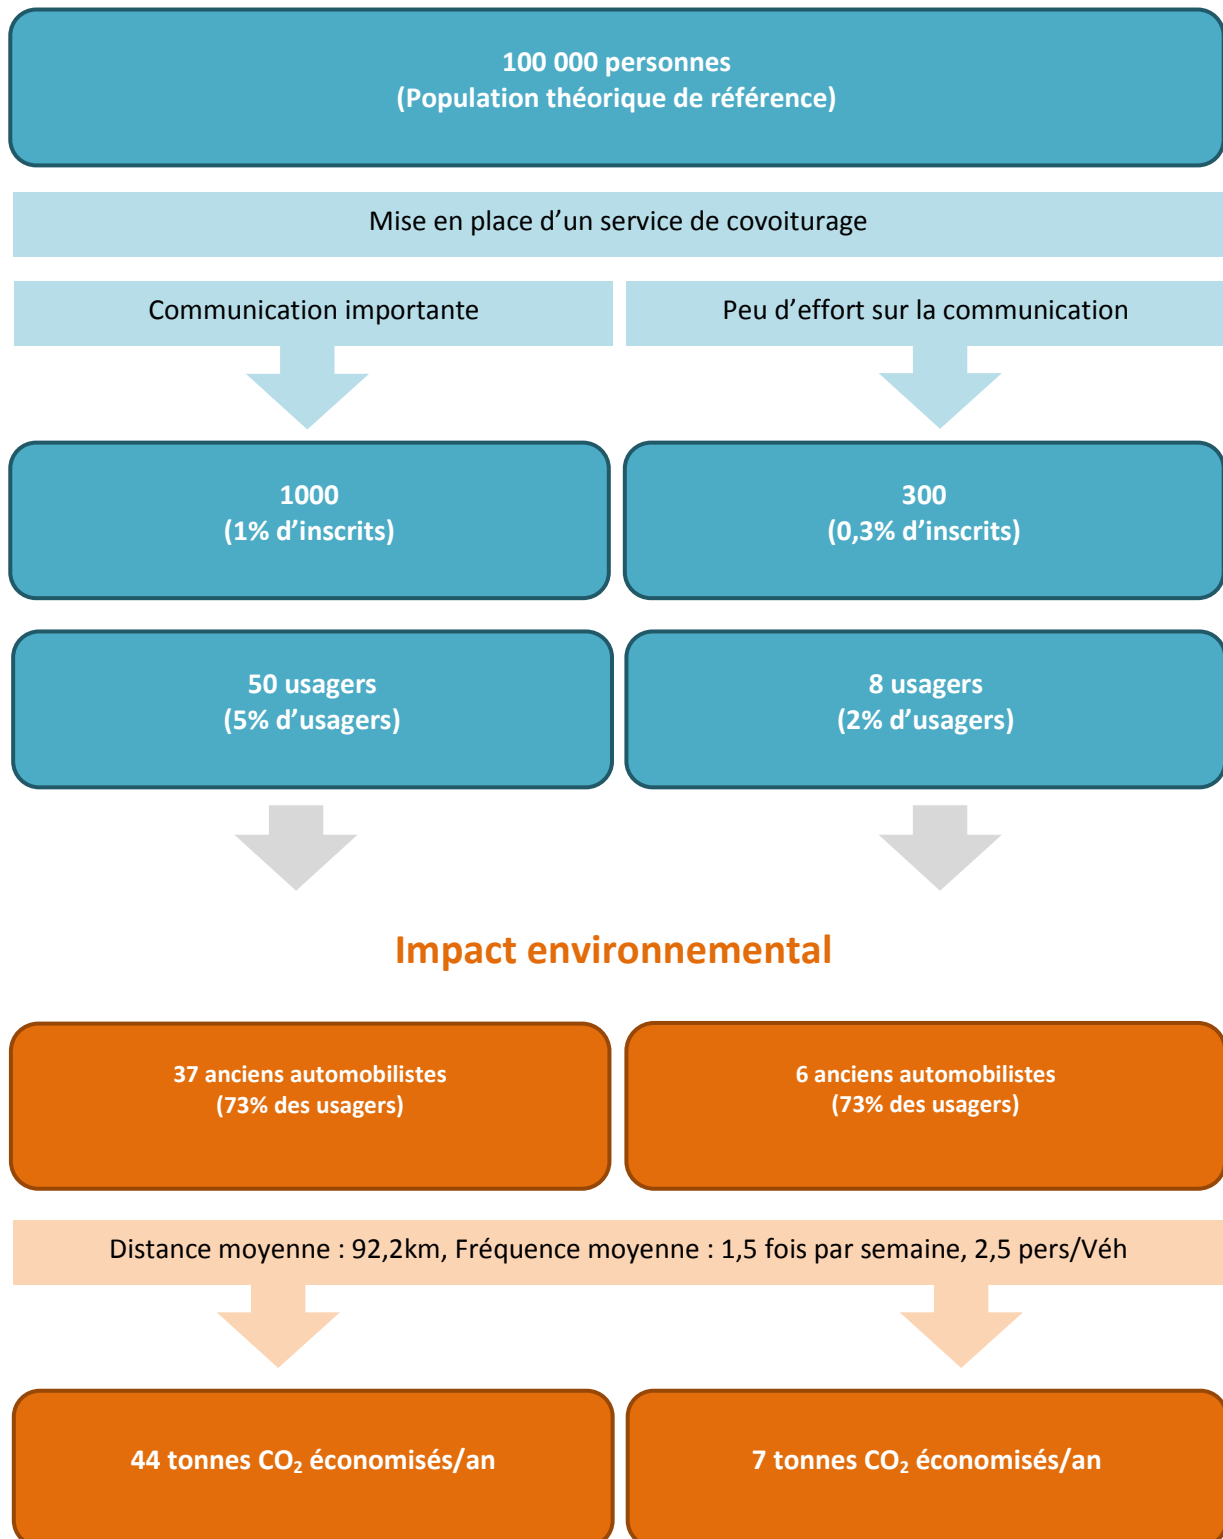 100 000 personnes
(Population théorique de référence)
Mise en place d’un service de covoiturage
Communication importante
Peu d’effort sur la communication
1000
(1% d’inscrits)
300
(0,3% d’inscrits)
50 usagers
(5% d’usagers)
8 usagers
(2% d’usagers)
Impact environnemental
37 anciens automobilistes
(73% des usagers)
6 anciens automobilistes
(73% des usagers)
Distance moyenne : 92,2km, Fréquence moyenne : 1,5 fois par semaine, 2,5 pers/Véh
44 tonnes CO₂ économisés/an
7 tonnes CO₂ économisés/an